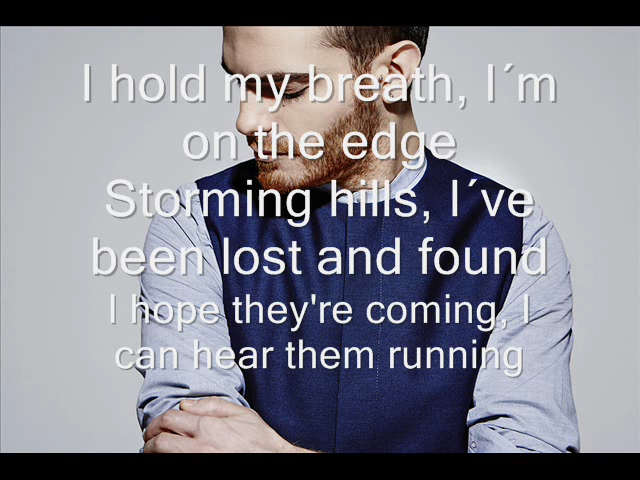 I hold my breath, I´m
on the edge
Storming hills, I´ve
been lost and found
I hope they're coming, I
can hear them running